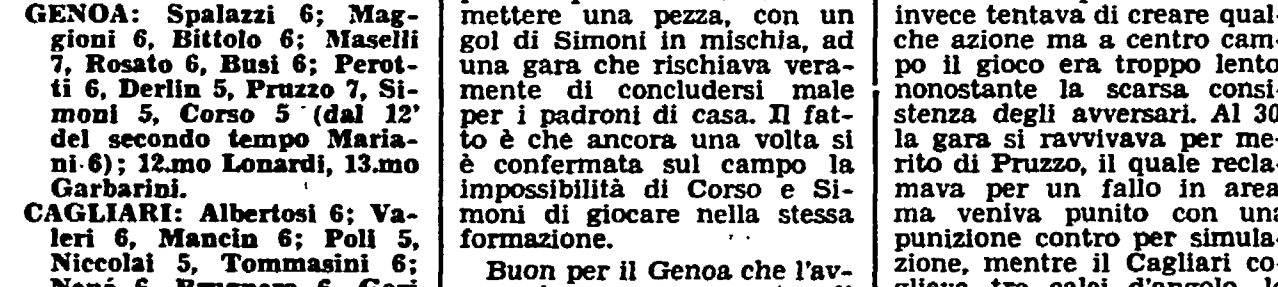 GENOA: Spalazzi 6; Mag-
gioni 6, Bittolo 6; Maselli
7, Rosato 6, Busi 6; Perot-
ti 6, Derlin 5, Pruzzo 7, Si-
moni 5, Corso 5 (dal 12'
del secondo tempo Maria-
ni 6); 12.mo Lonardi, 13.mo
Garbarini.
CAGLIARI: Albertosi 6; Va-
leri 6, Mancin 6; Poli 5,
Niccolai 5, Tommasini 6;
mettere una pezza, con un
gol di Simoni in mischia, ad
una gara che rischiava vera-
mente di concludersi male
per i padroni di casa. Il fat-
to è che ancora una volta si
è confermata sul campo la
impossibilità di Corso e Si-
moni di giocare nella stessa
formazione.
Buon per il Genoa che l'av-
invece tentava di creare qual-
che azione ma a centro cam-
po il gioco era troppo lento
nonostante la scarsa consi-
stenza degli avversari. Al 30
la gara si ravvivava per me-
rito di Pruzzo, il quale recla-
mava per un fallo in area
ma veniva punito con una
punizione contro per simula-
zione, mentre il Cagliari co-